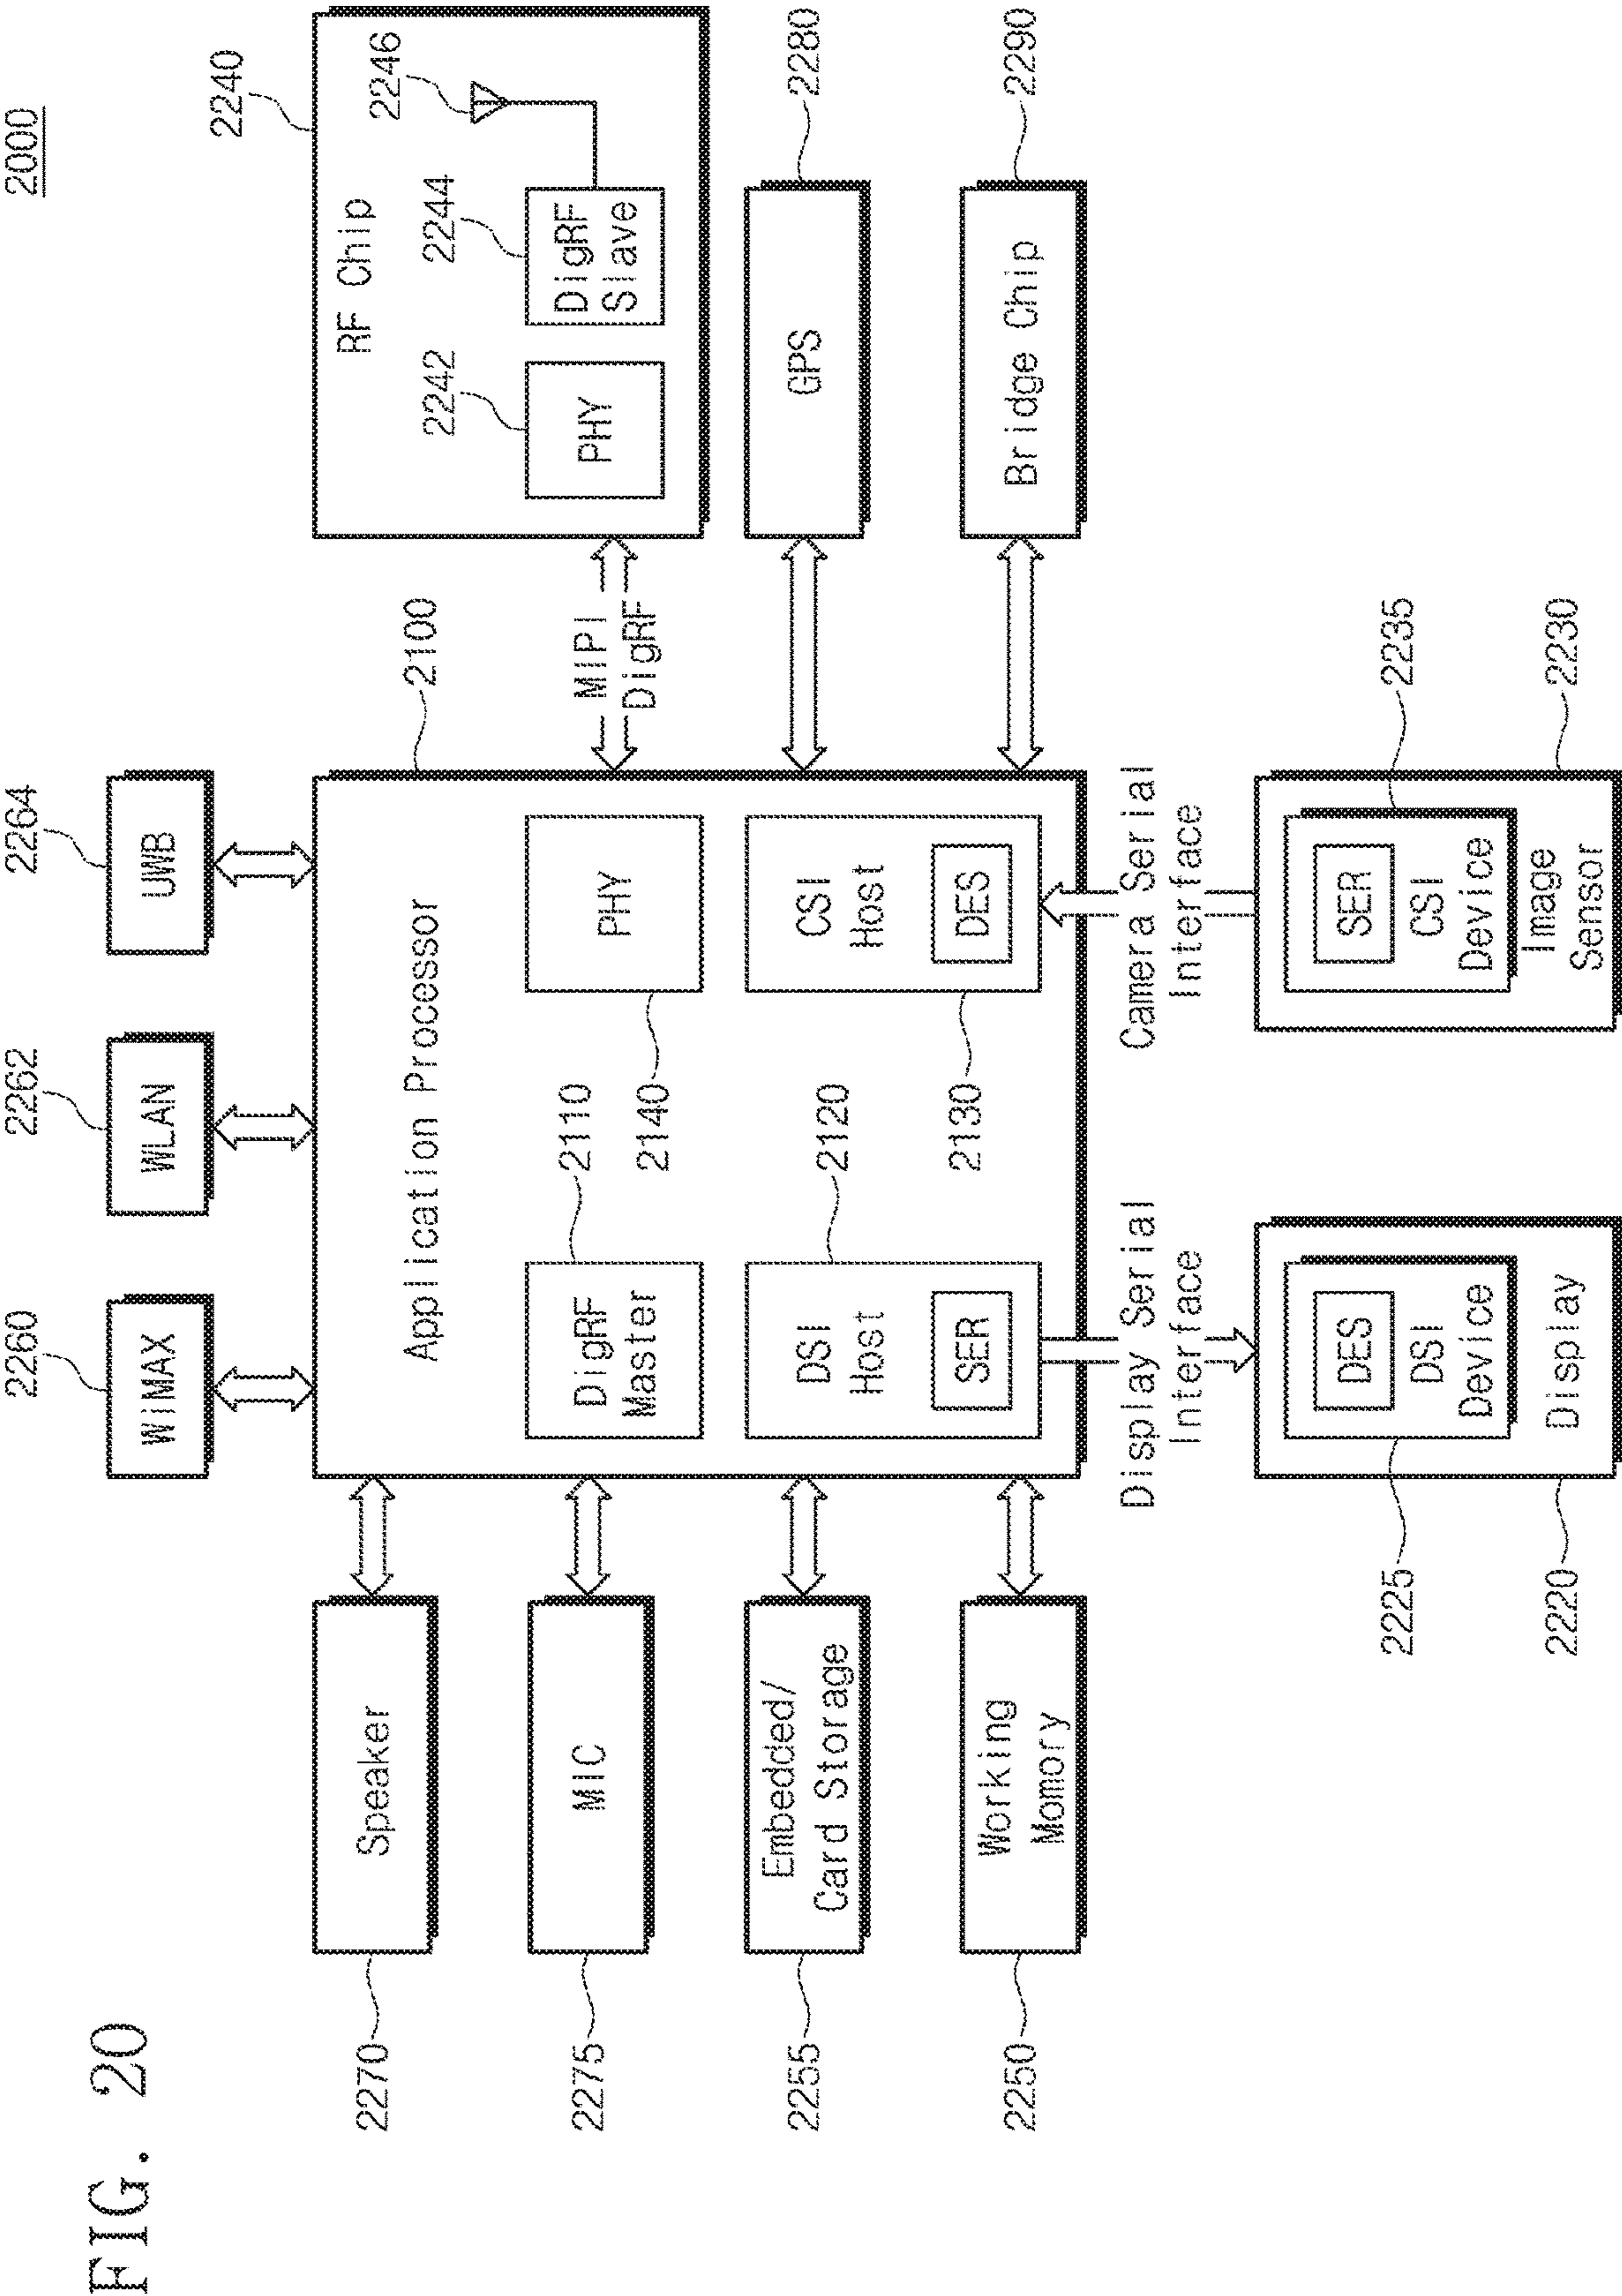 FIG. 20
2000
2260
2262
2264
WiMAX
WLAN
UWB
2240
RF Chip
2246
2242
2244
PHY
DigRF
Slave
2270
Speaker
Application Processor
2100
MIPI
DigRF
2275
MIC
2110
DigRF
Master
PHY
2140
2280
GPS
2255
Embedded/
Card Storage
2120
DSI
Host
SER
CSI
Host
DES
2130
2290
Bridge Chip
2250
Working
Momory
Display Serial
Interface
Camera Serial
Interface
2225
DES
DSI
Device
2220
Display
2235
SER
CSI
Device
2230
Image
Sensor